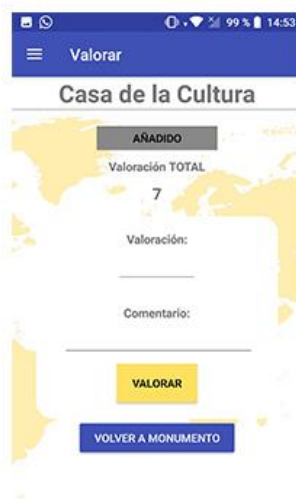 99 % 14:53
Valorar
Casa de la Cultura
AÑADIDO
Valoración TOTAL
7
Valoración:
Comentario:
VALORAR
VOLVER A MONUMENTO